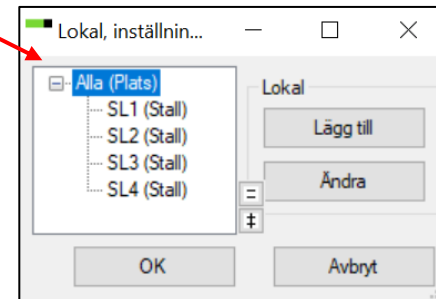 Lokal, inställnin...
Alla (Plats)
SL1 (Stall)
SL2 (Stall)
SL3 (Stall)
SL4 (Stall)
Lokal
Lägg till
Ändra
=
‡
OK
Avbryt